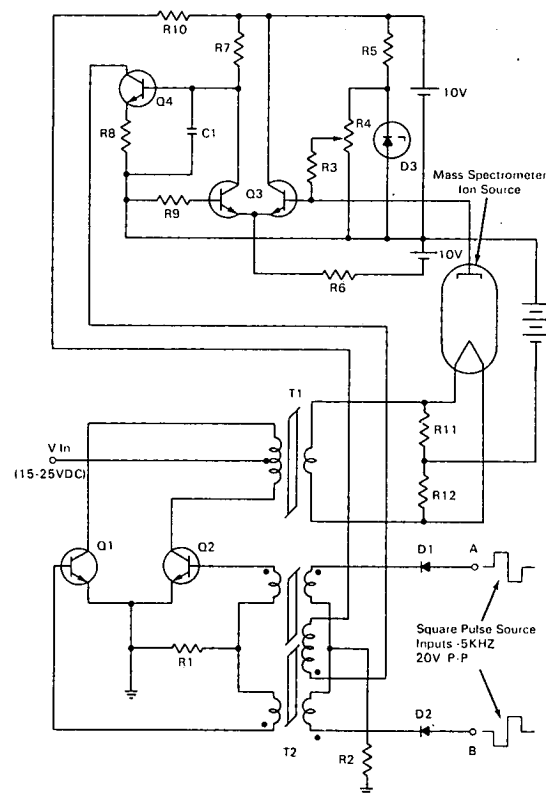 R10
R7
R5
10V
Q4
R8
C1
R4
R3
D3
Mass Spectrometer
Ion Source
Q3
R9
10V
R6
T1
R11
V In
(15-25VDC)
R12
Q1
Q2
D1
A
Square Pulse Source
Inputs -5KHZ
20V P-P
R1
D2
B
T2
R2